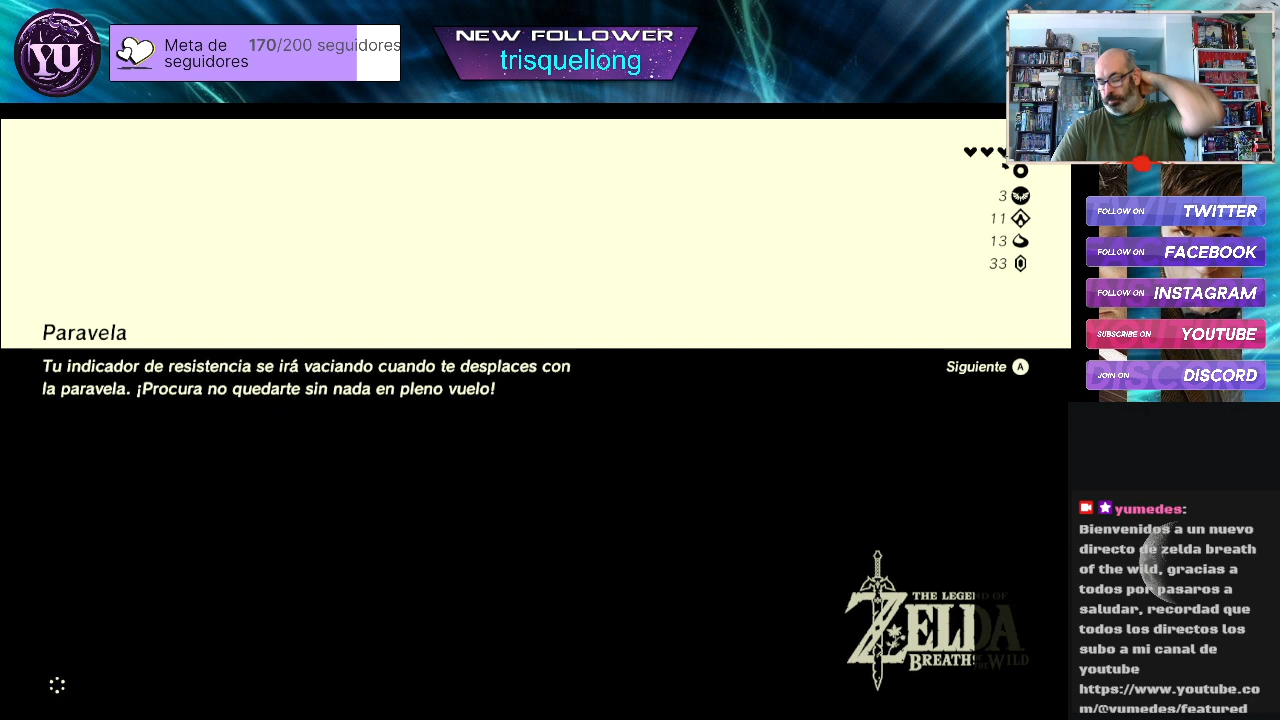 YU
Meta de seguidores
170/200 seguidores
NEW FOLLOWER
trisqueliong
3
11
13
33
Paravela
Tu indicador de resistencia se irá vaciando cuando te desplaces con
la paravela. ¡Procura no quedarte sin nada en pleno vuelo!
Siguiente A
FOLLOW ON TWITTER
FOLLOW ON FACEBOOK
FOLLOW ON INSTAGRAM
SUBSCRIBE ON YOUTUBE
JOIN ON DISCORD
THE LEGEND OF
ZELDA
BREATH OF THE WILD
yumedes:
Bienvenidos a un nuevo
directo de zelda breath
of the wild, gracias a
todos por pasaros a
saludar, recordad que
todos los directos los
subo a mi canal de
youtube
https://www.youtube.co
m/@yumedes/featured